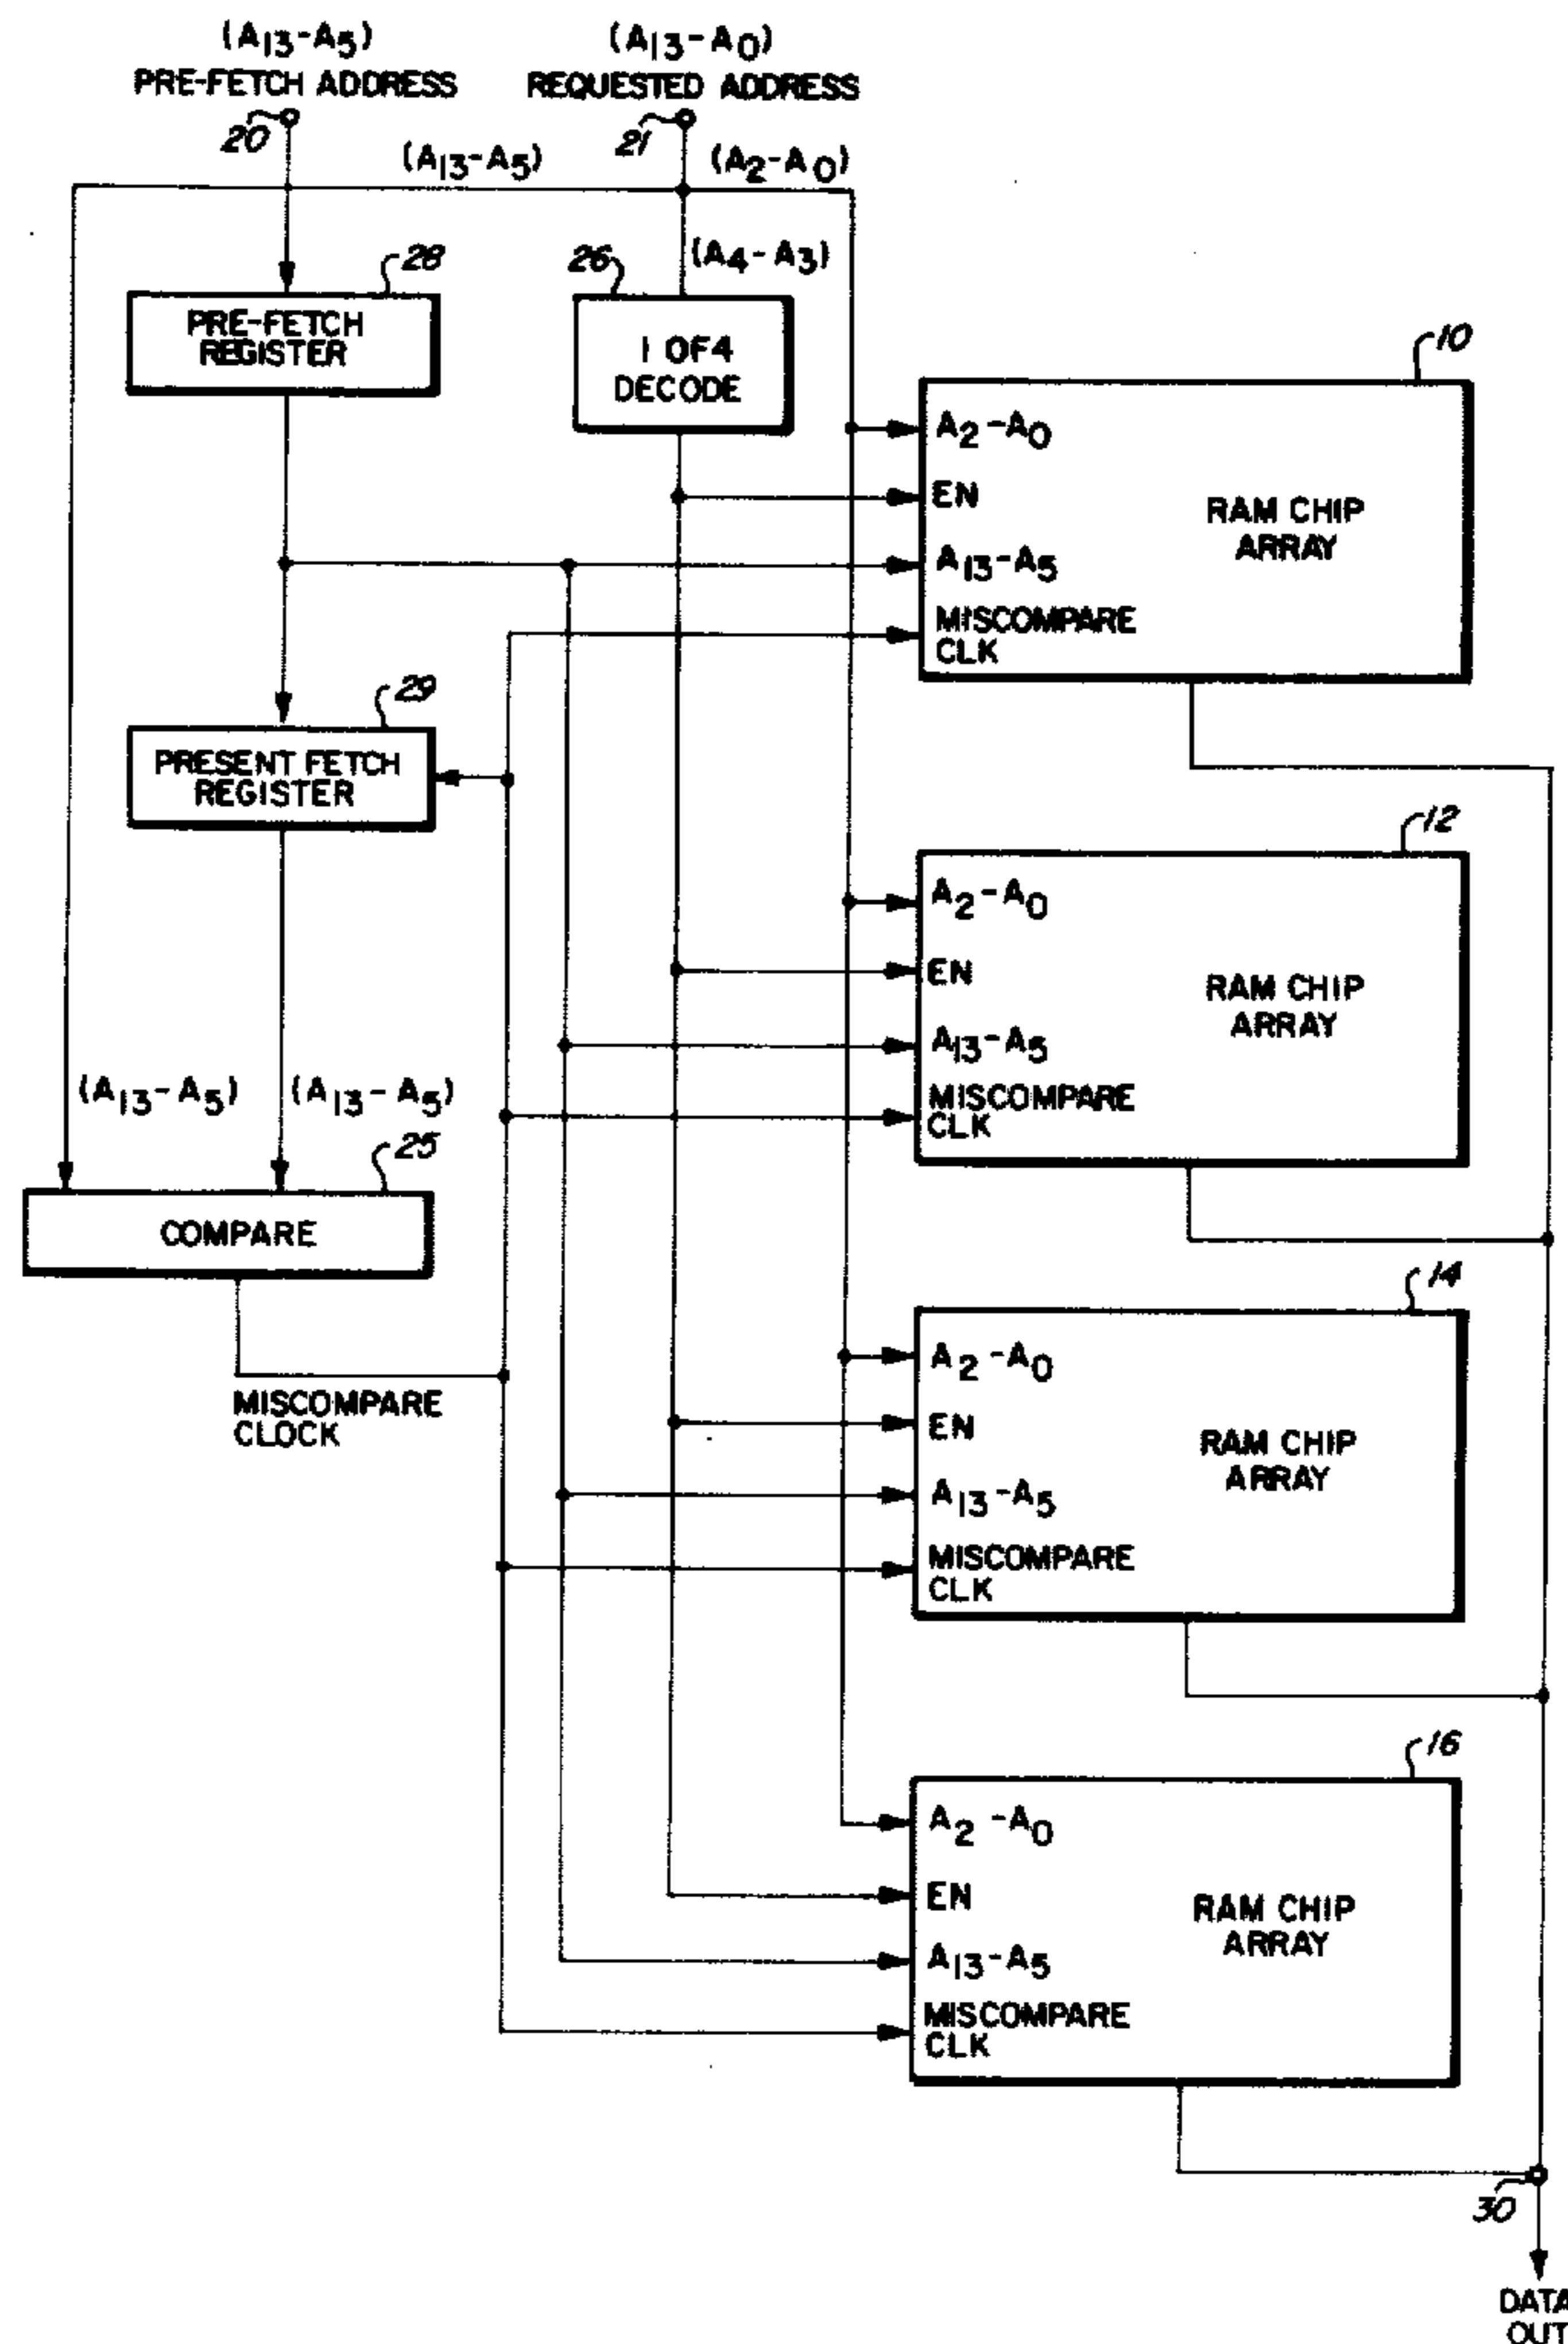 (A13-A5)
PRE-FETCH ADDRESS
20
(A13-A0)
REQUESTED ADDRESS
21
(A13-A5)
(A2-A0)
(A4-A3)
28
PRE-FETCH
REGISTER
26
1 OF4
DECODE
10
A2-A0
EN
A13-A5
MISCOMPARE
CLK
RAM CHIP
ARRAY
29
PRESENT FETCH
REGISTER
12
A2-A0
EN
A13-A5
MISCOMPARE
CLK
RAM CHIP
ARRAY
(A13-A5)
(A13-A5)
25
COMPARE
MISCOMPARE
CLOCK
14
A2-A0
EN
A13-A5
MISCOMPARE
CLK
RAM CHIP
ARRAY
16
A2-A0
EN
A13-A5
MISCOMPARE
CLK
RAM CHIP
ARRAY
30
DATA
OUT